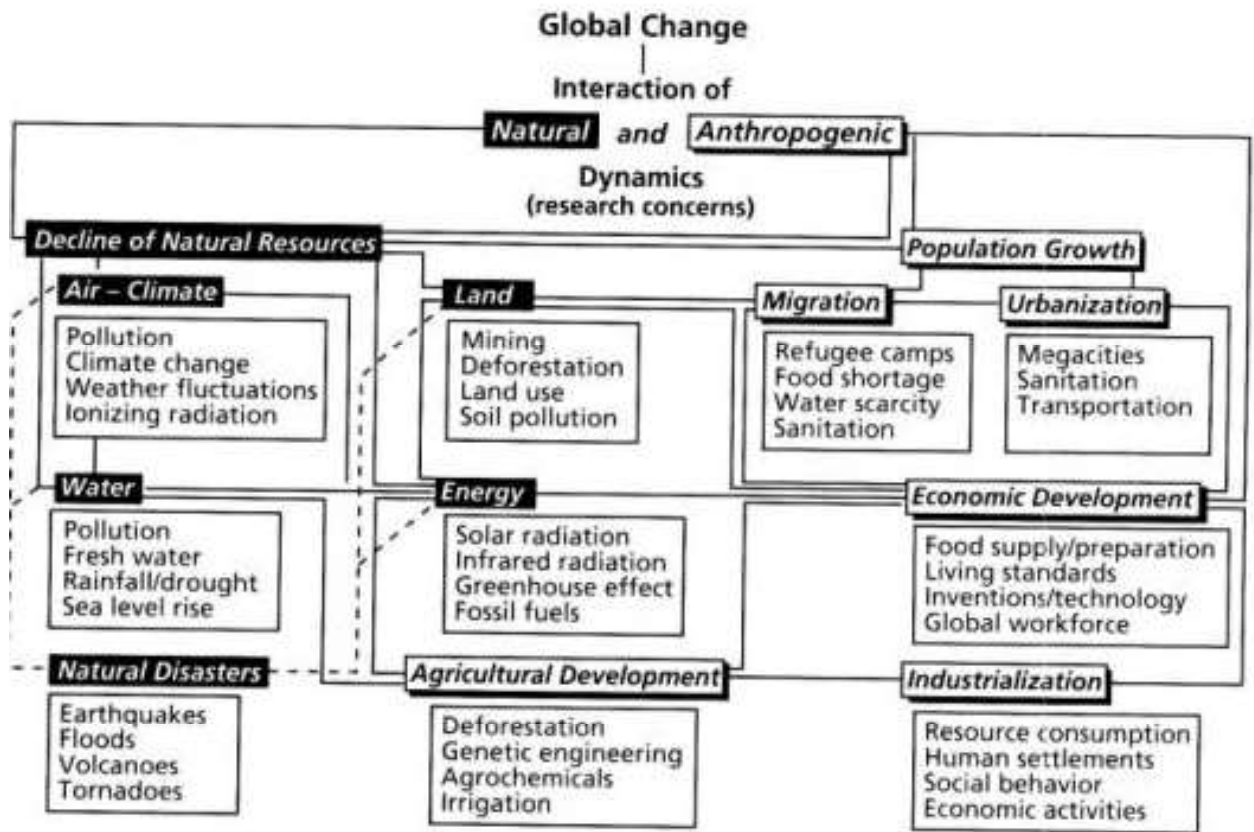 Global Change
Interaction of
Natural and Anthropogenic
Dynamics
(research concerns)
Decline of Natural Resources
Population Growth
Air – Climate
Pollution
Climate change
Weather fluctuations
Ionizing radiation
Land
Mining
Deforestation
Land use
Soil pollution
Migration
Refugee camps
Food shortage
Water scarcity
Sanitation
Urbanization
Megacities
Sanitation
Transportation
Water
Pollution
Fresh water
Rainfall/drought
Sea level rise
Energy
Solar radiation
Infrared radiation
Greenhouse effect
Fossil fuels
Economic Development
Food supply/preparation
Living standards
Inventions/technology
Global workforce
Natural Disasters
Earthquakes
Floods
Volcanoes
Tornadoes
Agricultural Development
Deforestation
Genetic engineering
Agrochemicals
Irrigation
Industrialization
Resource consumption
Human settlements
Social behavior
Economic activities